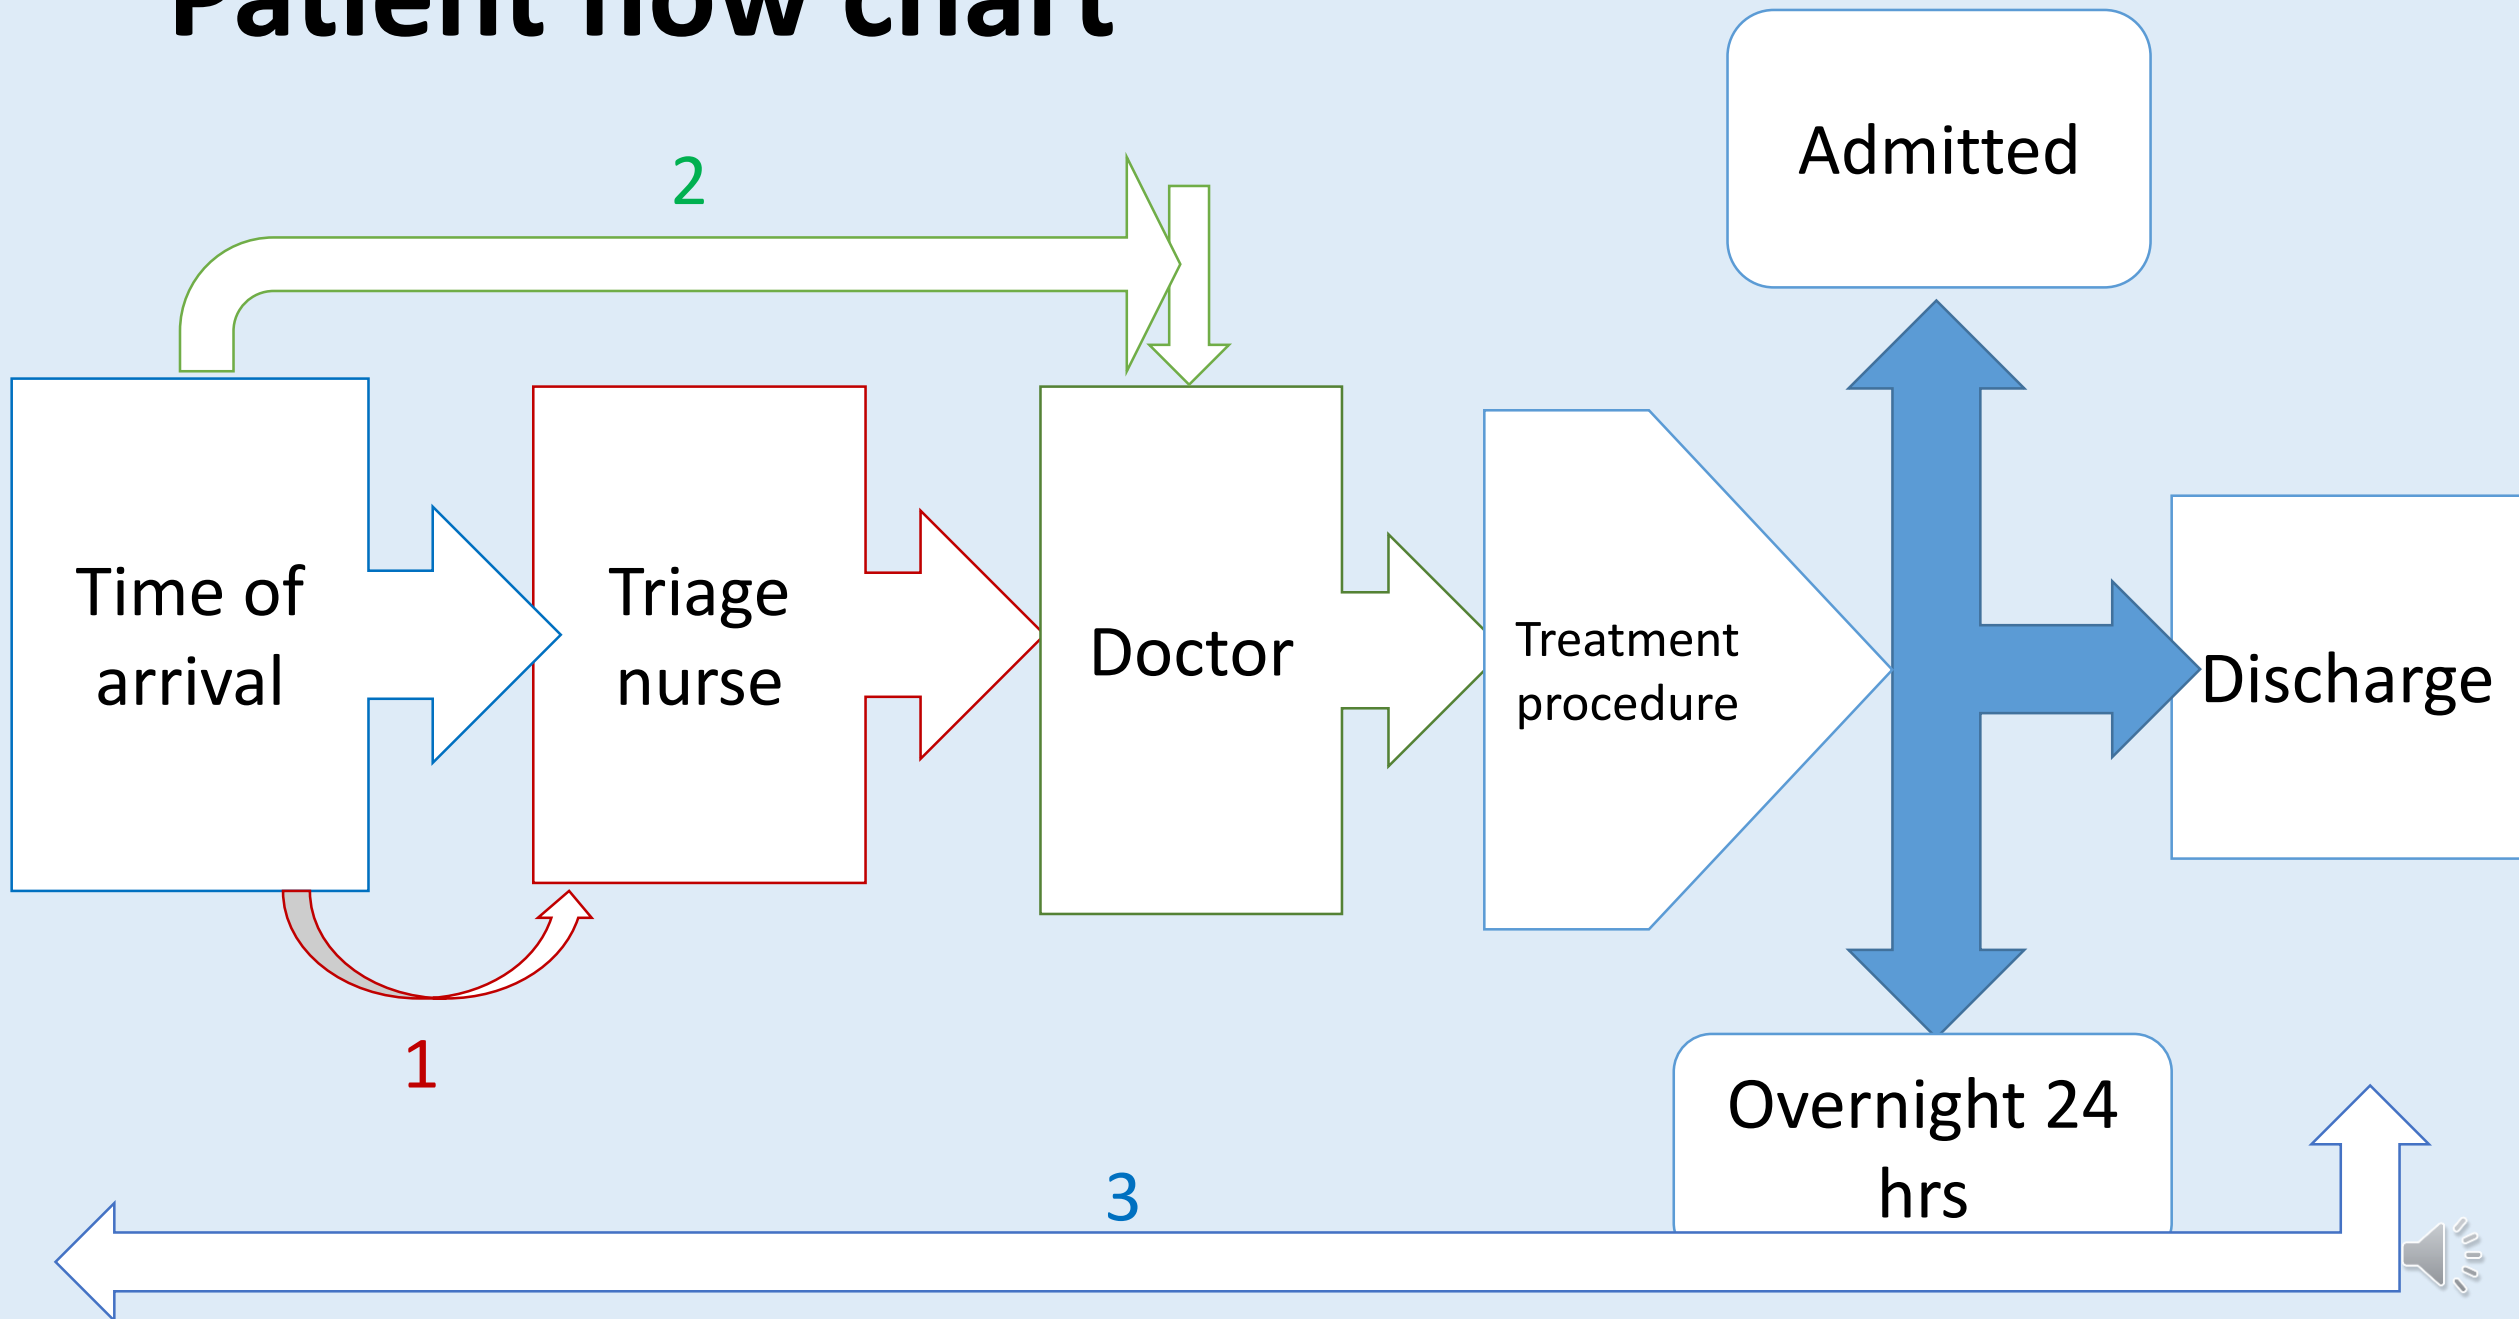 Patient flow chart
Admitted
2
Time of
arrival
Triage
nurse
Doctor
Treatment
procedure
Discharge
1
Overnight 24
hrs
3